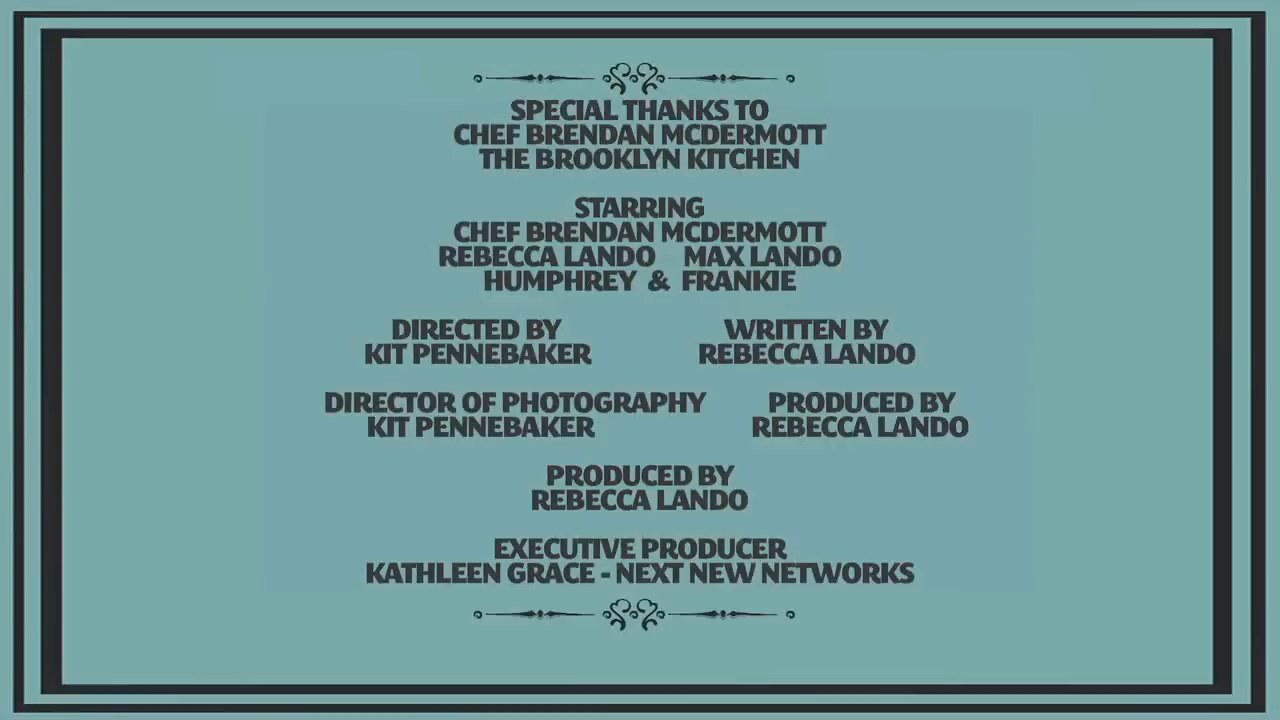 SPECIAL THANKS TO
CHEF BRENDAN MCDERMOTT
THE BROOKLYN KITCHEN
STARRING
CHEF BRENDAN MCDERMOTT
REBECCA LANDO MAX LANDO
HUMPHREY & FRANKIE
DIRECTED BY WRITTEN BY
KIT PENNEBAKER REBECCA LANDO
DIRECTOR OF PHOTOGRAPHY PRODUCED BY
KIT PENNEBAKER REBECCA LANDO
PRODUCED BY
REBECCA LANDO
EXECUTIVE PRODUCER
KATHLEEN GRACE - NEXT NEW NETWORKS